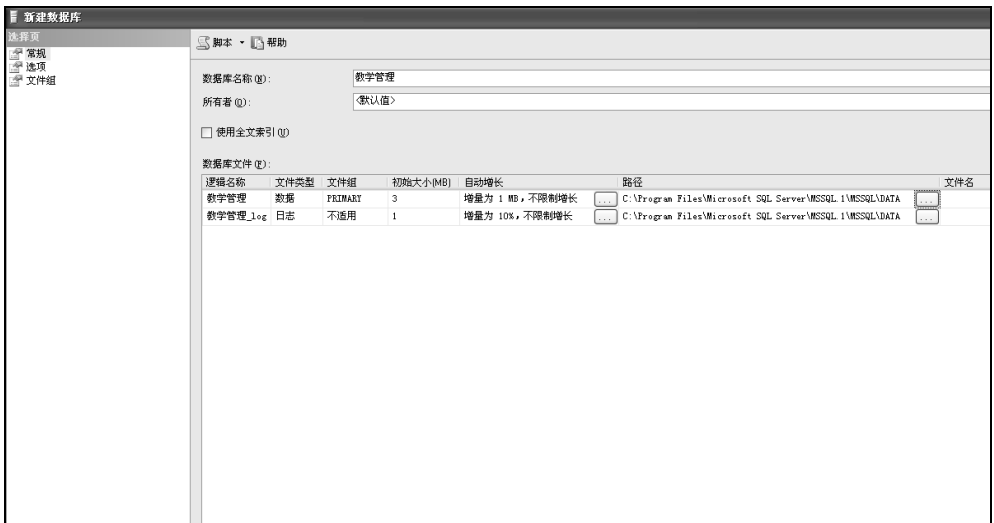 新建数据库
选择页
常规
选项
文件组
脚本 帮助
数据库名称(N): 教学管理
所有者(O): <默认值>
使用全文索引(U)
数据库文件(F):
逻辑名称 文件类型 文件组 初始大小(MB) 自动增长 路径 文件名
教学管理 数据 PRIMARY 3 增量为 1 MB,不限制增长 ... C:\Program Files\Microsoft SQL Server\MSSQL.1\MSSQL\DATA ...
教学管理_log 日志 不适用 1 增量为 10%,不限制增长 ... C:\Program Files\Microsoft SQL Server\MSSQL.1\MSSQL\DATA ...